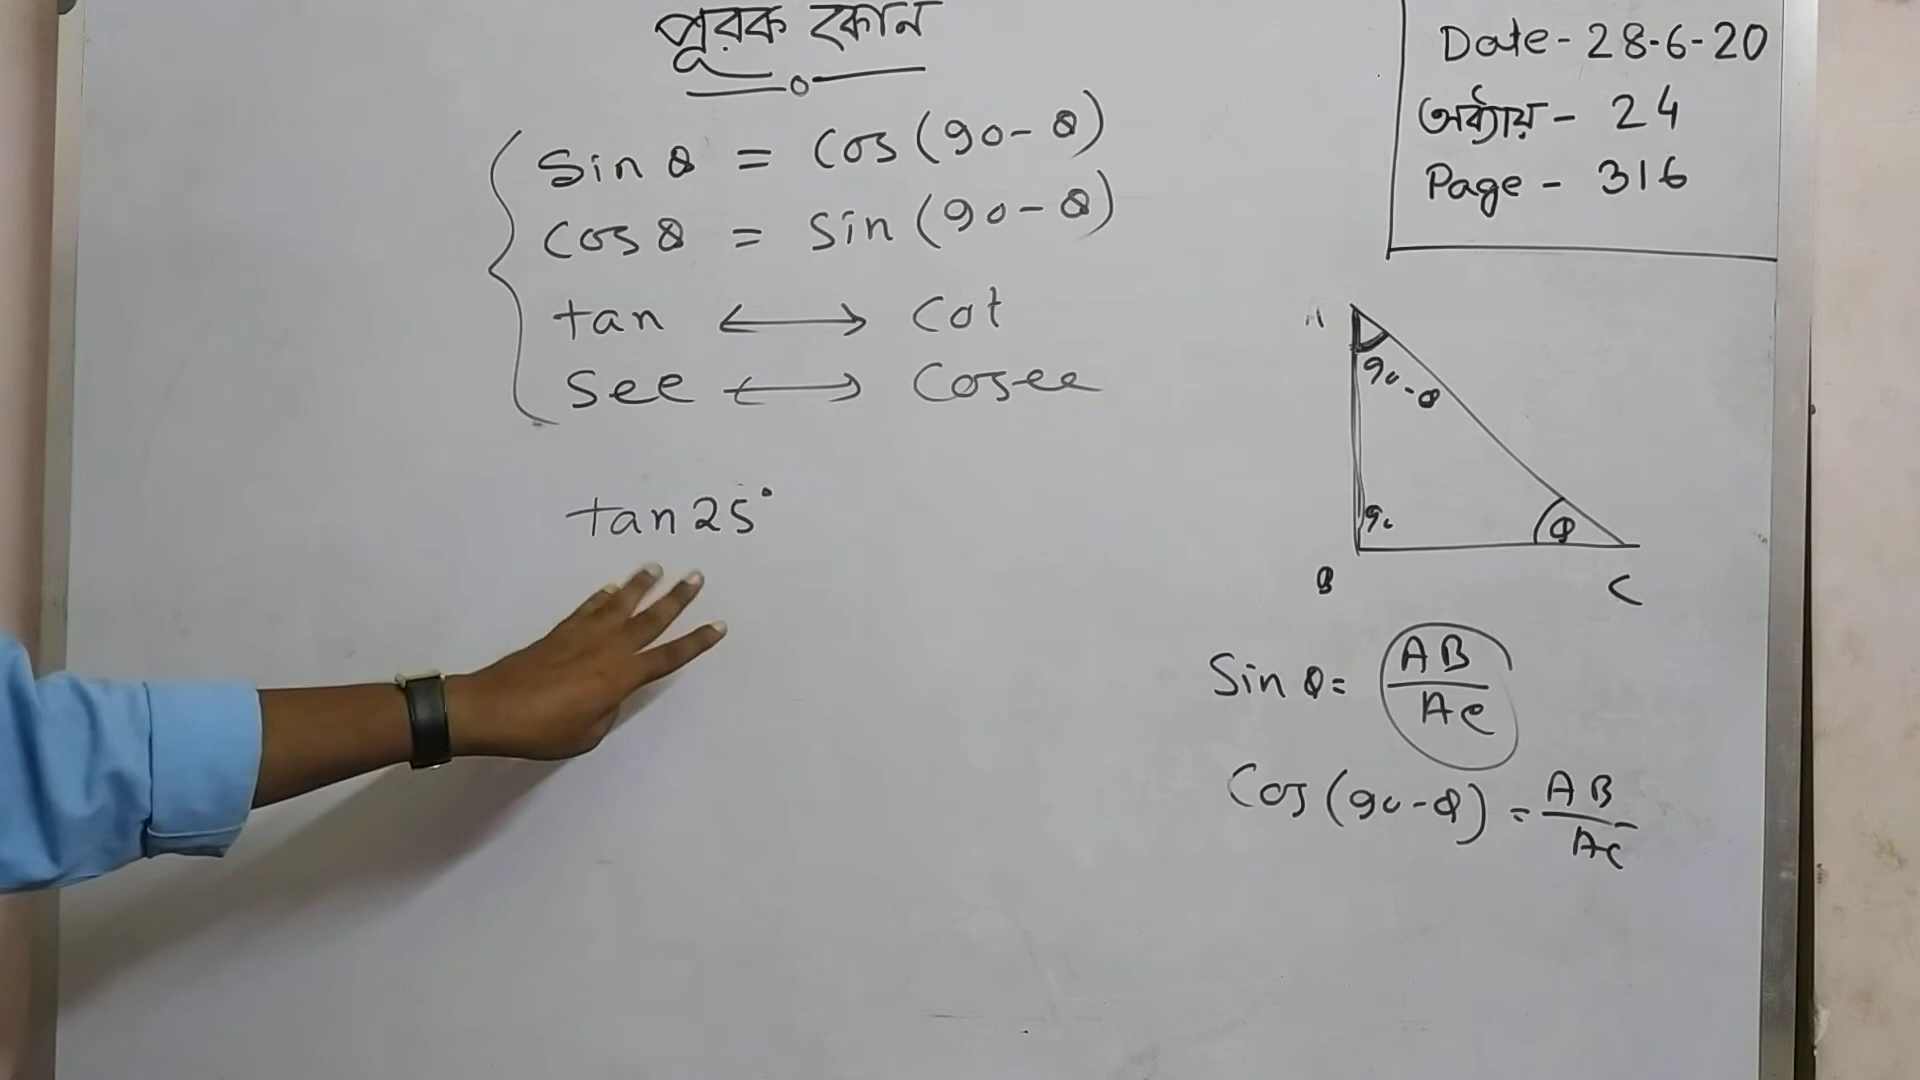 পূরক কোন
Sin θ = Cos (90 - θ)
Cos θ = Sin (90 - θ)
tan ⟷ Cot
Sec ⟷ Cosec
tan 25°
Date - 28-6-20
অধ্যায় - 24
Page - 316
A
90 - θ
90
θ
B
C
Sin θ = AB / AC
Cos (90 - θ) = AB / AC